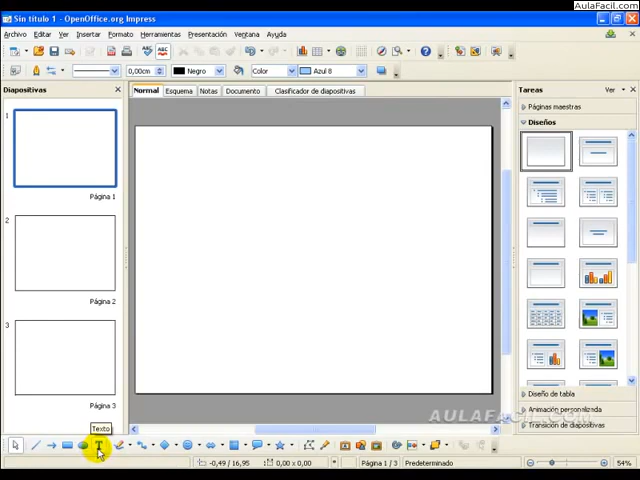 AulaFacil.com
Sin título 1 - OpenOffice.org Impress
Archivo Editar Ver Insertar Formato Herramientas Presentación Ventana Ayuda
0,00cm Negro Color Azul 8
Diapositivas
Normal Esquema Notas Documento Clasificador de diapositivas
Tareas Ver
Páginas maestras
Diseños
1
Página 1
2
Página 2
3
Página 3
Diseño de tabla
Animación personalizada
Transición de diapositivas
Texto
T
-0,49 / 16,95 0,00 x 0,00 Página 1 / 3 Predeterminado 54%